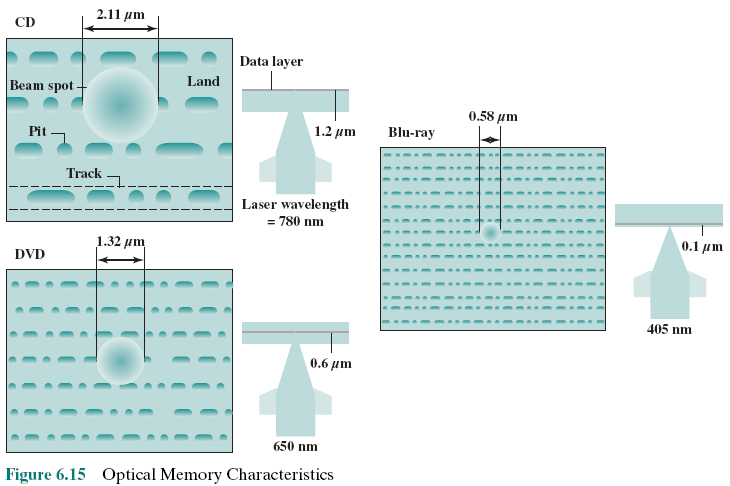 CD
2.11 μm
Data layer
Beam spot
Land
1.2 μm
Pit
Track
Laser wavelength
= 780 nm
DVD
1.32 μm
0.6 μm
650 nm
Blu-ray
0.58 μm
0.1 μm
405 nm
Figure 6.15 Optical Memory Characteristics